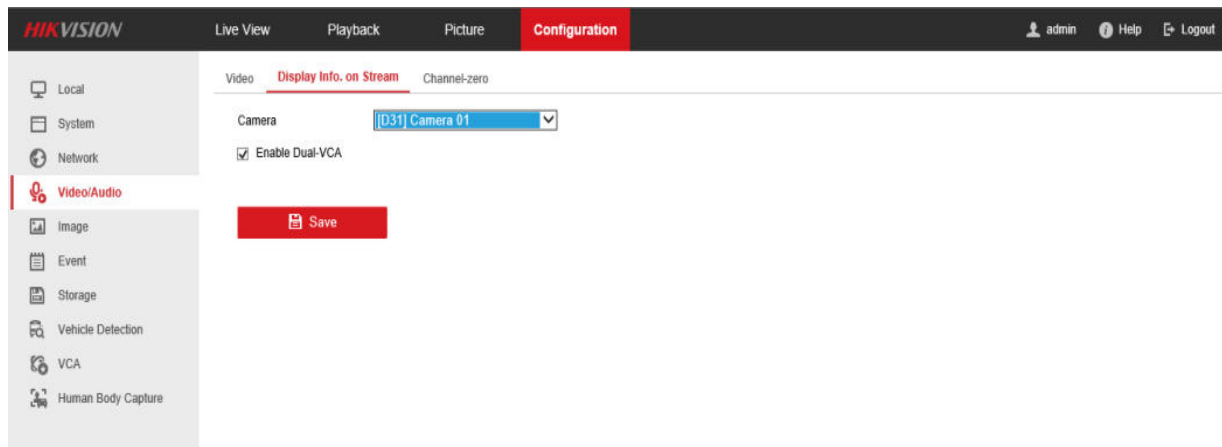 HIKVISION Live View Playback Picture Configuration admin Help Logout
Video Display Info. on Stream Channel-zero
Local
System
Network
Video/Audio
Image
Event
Storage
Vehicle Detection
VCA
Human Body Capture
Camera [D31] Camera 01
Enable Dual-VCA
Save